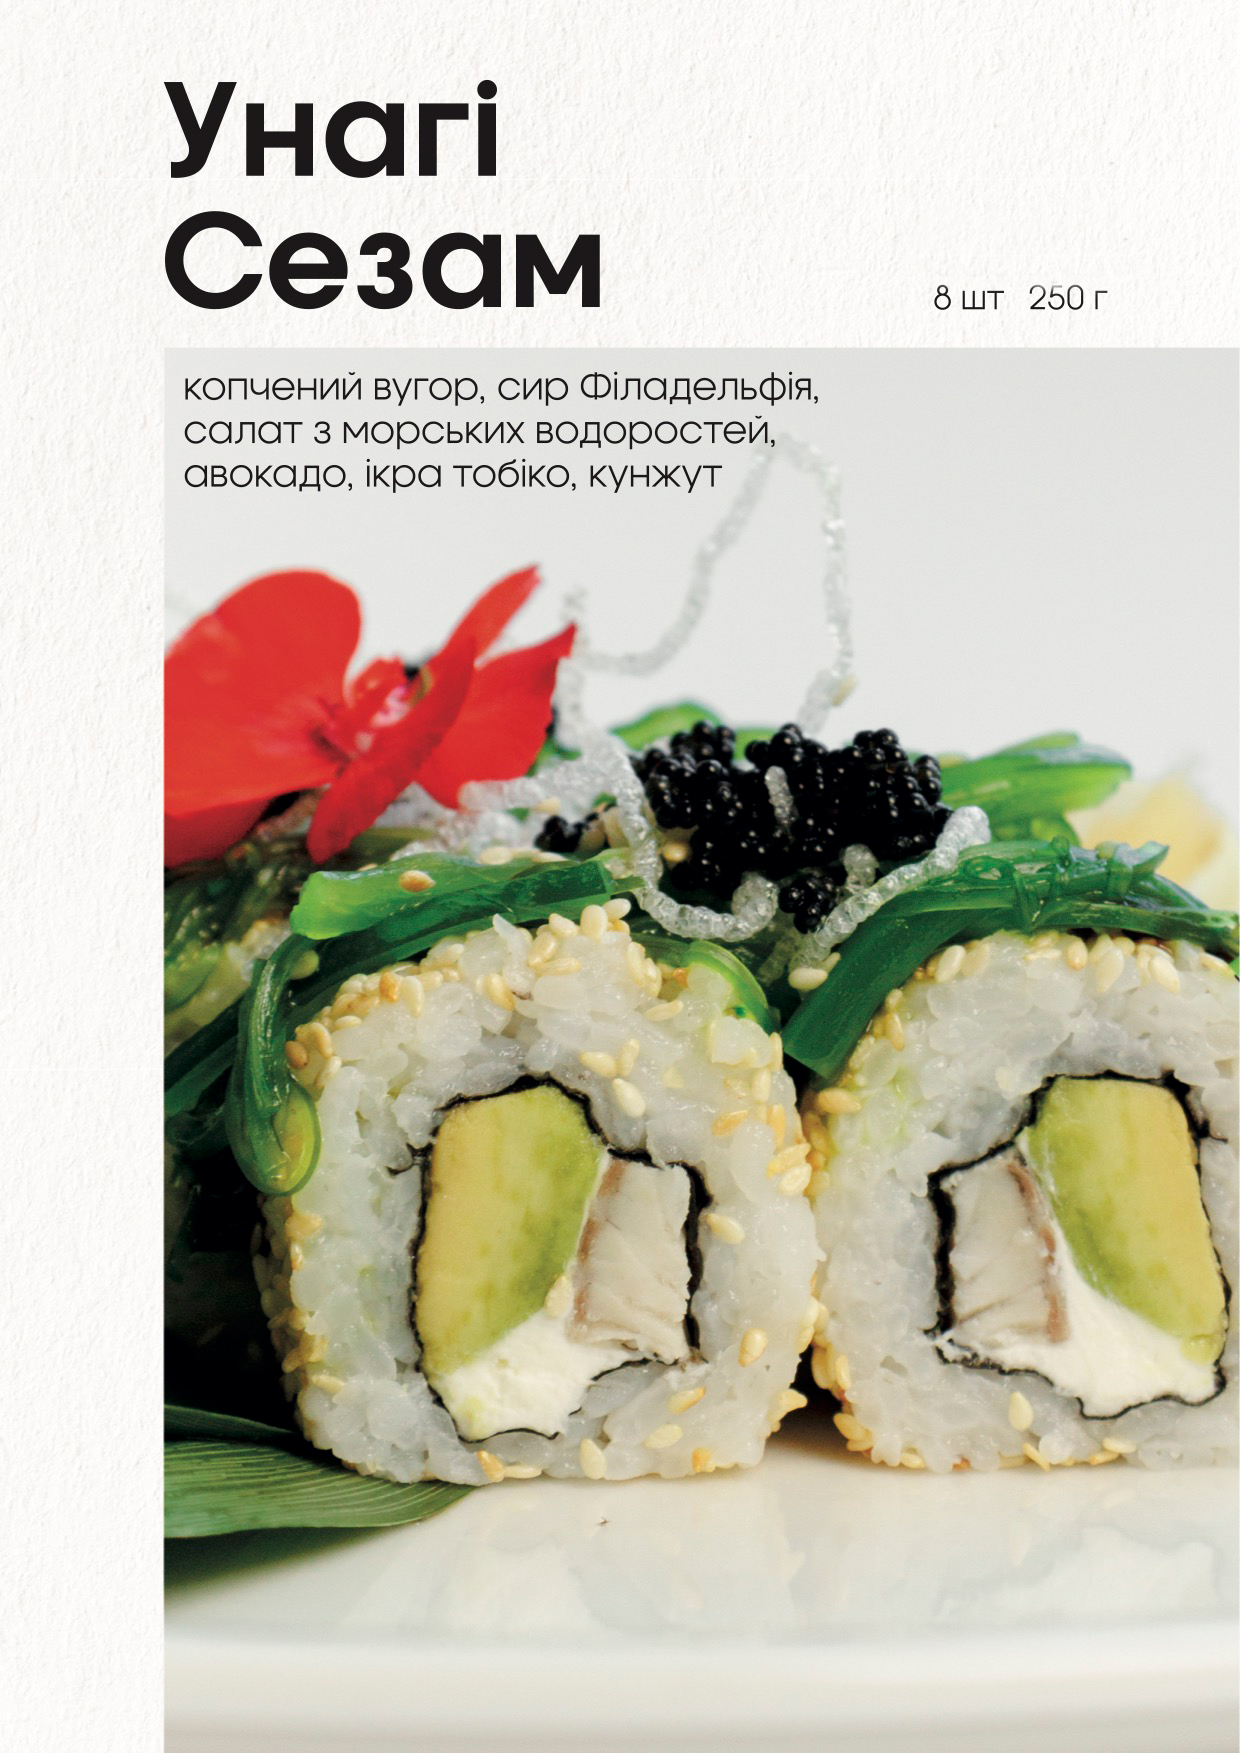 Унагі
Сезам
8 шт 250 г
копчений вугор, сир Філадельфія,
салат з морських водоростей,
авокадо, ікра тобіко, кунжут